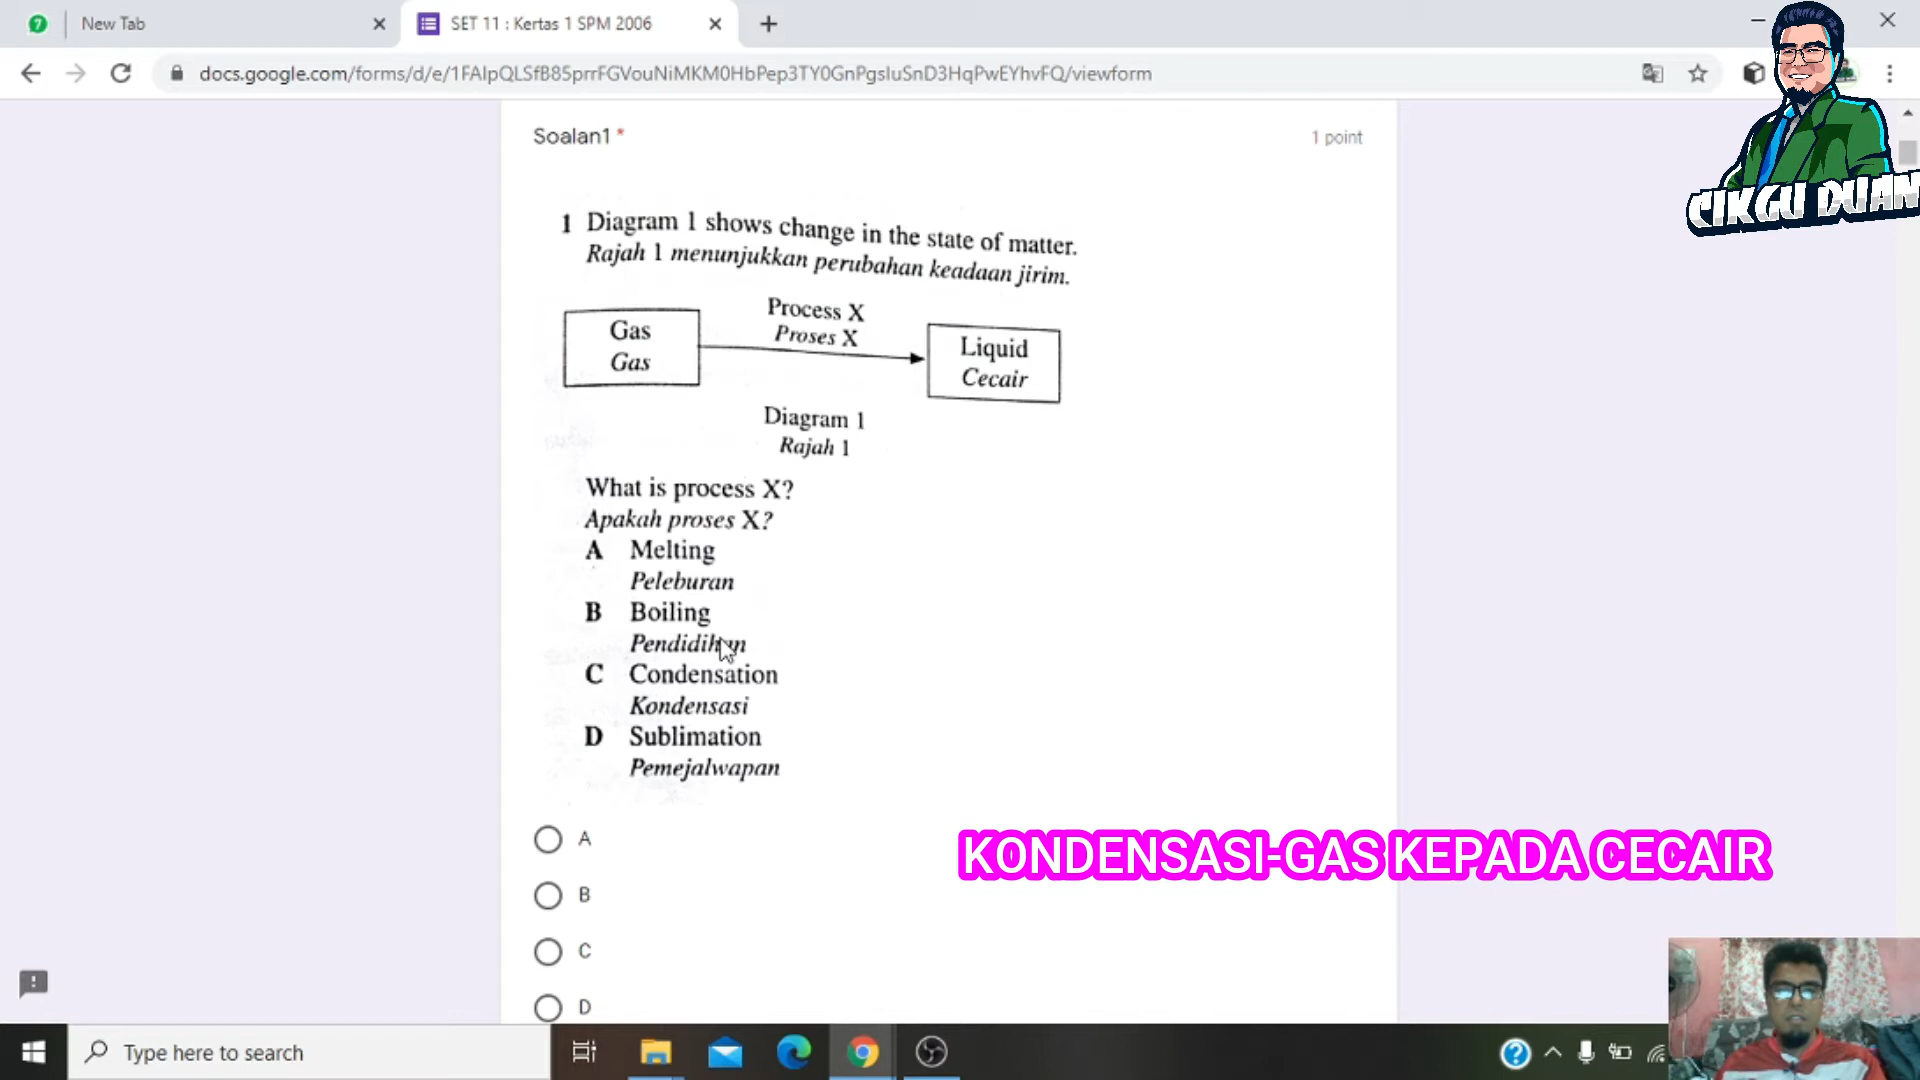 New Tab
SET 11 : Kertas 1 SPM 2006
docs.google.com/forms/d/e/1FAIpQLSfB85prrFGVouNiMKM0HbPep3TY0GnPgsIuSnD3HqPwEYhvFQ/viewform
CIKGU DUAN
Soalan1 *
1 point
1 Diagram 1 shows change in the state of matter.
Rajah 1 menunjukkan perubahan keadaan jirim.
Process X
Proses X
Gas
Gas
Liquid
Cecair
Diagram 1
Rajah 1
What is process X?
Apakah proses X?
A Melting
Peleburan
B Boiling
Pendidihan
C Condensation
Kondensasi
D Sublimation
Pemejalwapan
A
B
C
D
KONDENSASI-GAS KEPADA CECAIR
Type here to search